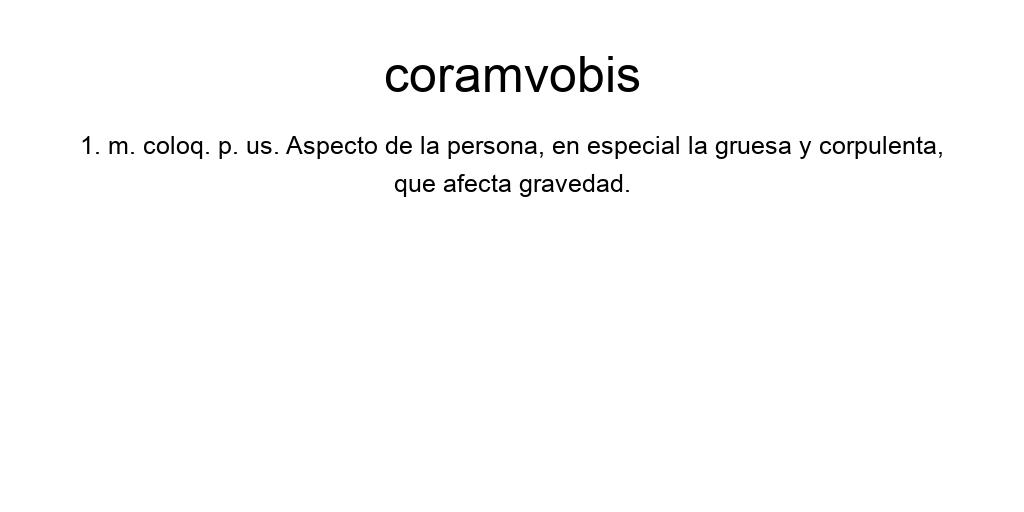 coramvobis
1. m. coloq. p. us. Aspecto de la persona, en especial la gruesa y corpulenta,
que afecta gravedad.